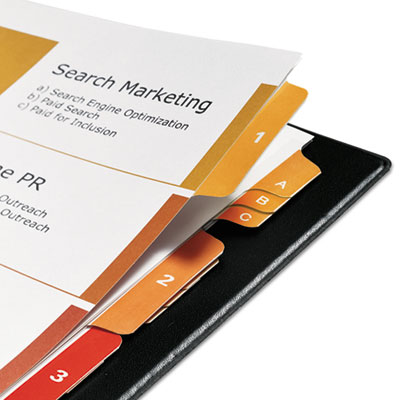 Search Marketing
a) Search Engine Optimization
b) Paid Search
c) Paid for Inclusion
1
A
B
C
PR
Outreach
Outreach
2
3